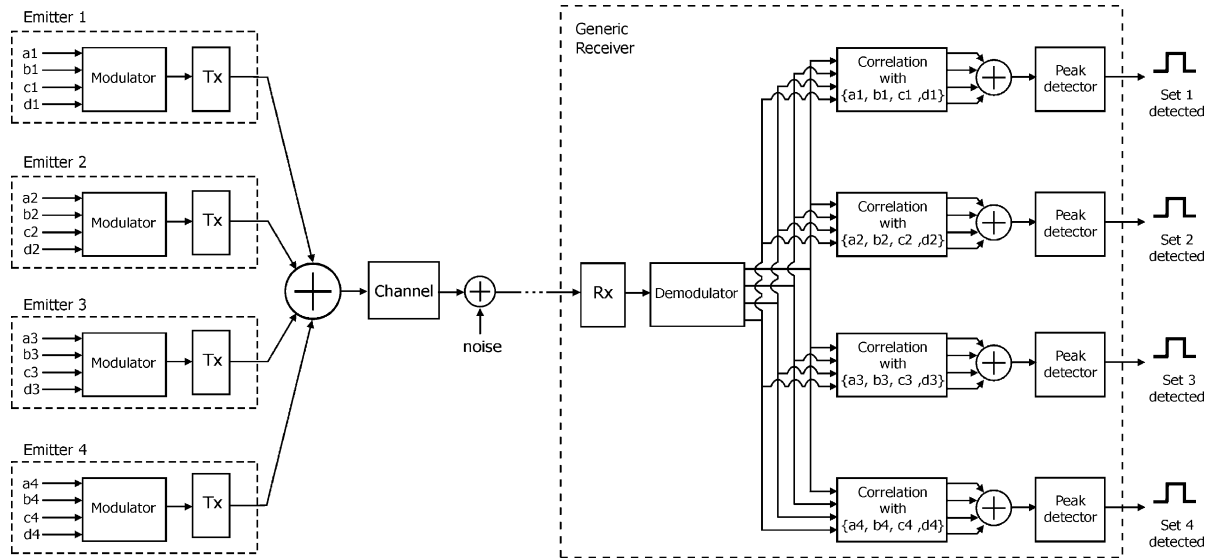 Emitter 1
a1
b1
c1
d1
Modulator
Tx
Emitter 2
a2
b2
c2
d2
Modulator
Tx
Emitter 3
a3
b3
c3
d3
Modulator
Tx
Emitter 4
a4
b4
c4
d4
Modulator
Tx
Channel
noise
Generic
Receiver
Rx
Demodulator
Correlation
with
{a1, b1, c1 ,d1}
Peak
detector
Set 1
detected
Correlation
with
{a2, b2, c2 ,d2}
Peak
detector
Set 2
detected
Correlation
with
{a3, b3, c3 ,d3}
Peak
detector
Set 3
detected
Correlation
with
{a4, b4, c4 ,d4}
Peak
detector
Set 4
detected